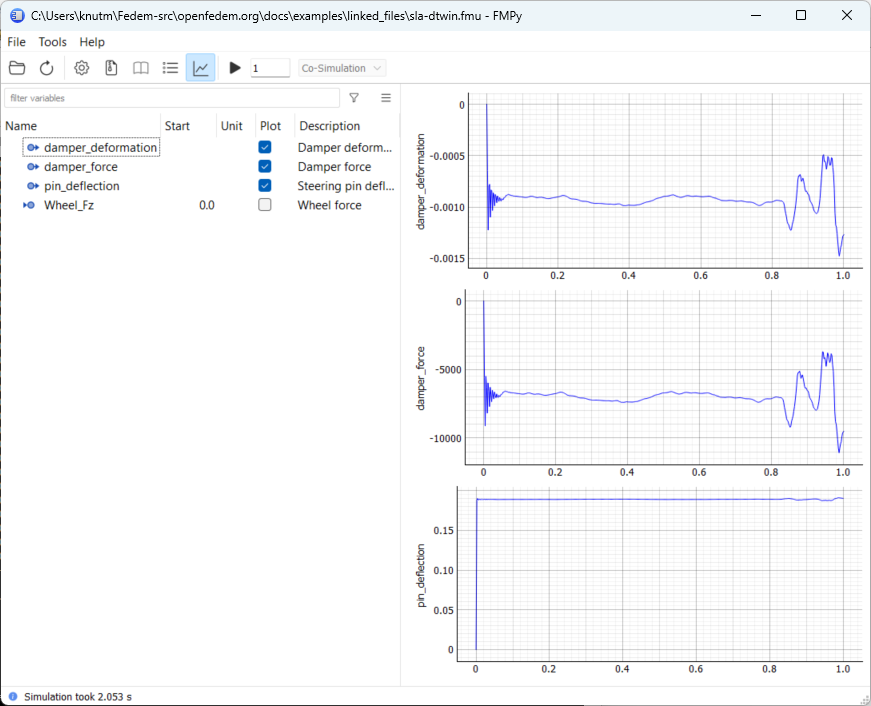 C:\Users\knutm\Fedem-src\openfedem.org\docs\examples\linked_files\sla-dtwin.fmu - FMPy
File Tools Help
1 Co-Simulation
filter variables
Name Start Unit Plot Description
damper_deformation Damper deform...
damper_force Damper force
pin_deflection Steering pin defl...
Wheel_Fz 0.0 Wheel force
damper_deformation
0
-0.0005
-0.0010
-0.0015
0 0.2 0.4 0.6 0.8 1.0
damper_force
0
-5000
-10000
0 0.2 0.4 0.6 0.8 1.0
pin_deflection
0.15
0.10
0.05
0
0 0.2 0.4 0.6 0.8 1.0
Simulation took 2.053 s